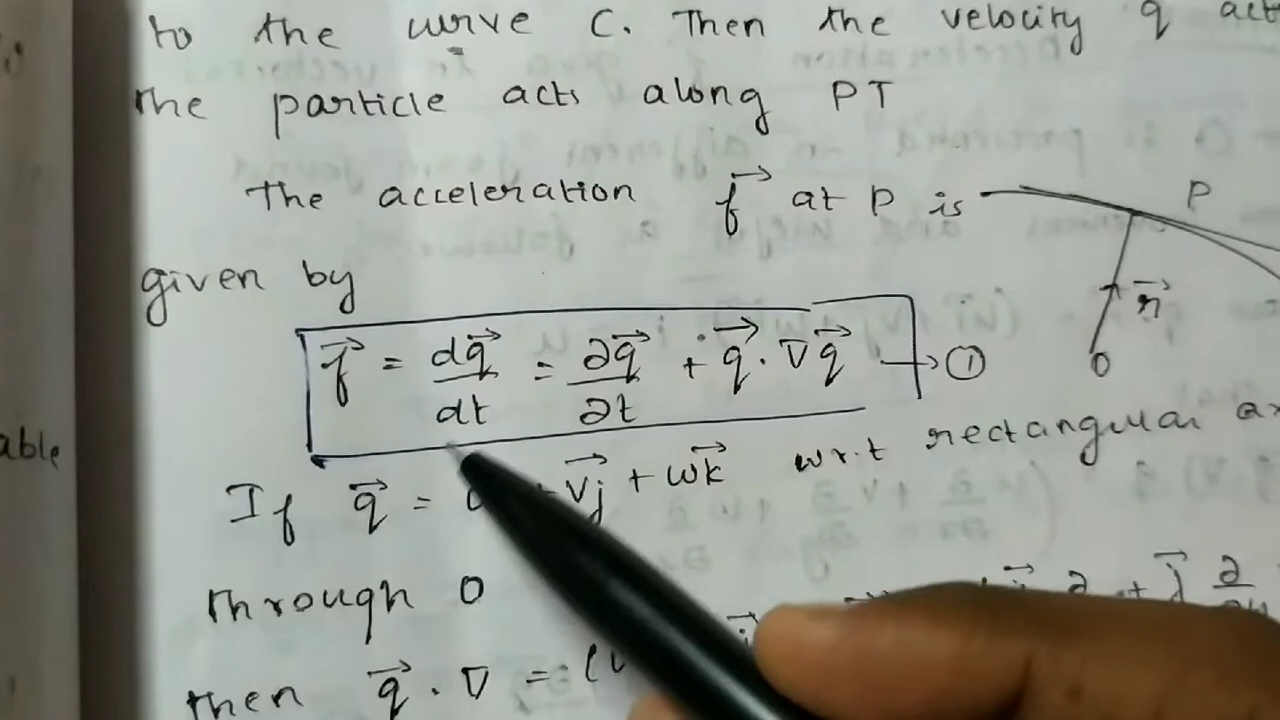 to the curve C. Then the velocity q
the particle acts along PT
The acceleration f⃗ at P is
P
given by
r⃗
O
f⃗ = dq⃗/dt = ∂q⃗/∂t + q⃗ . ∇q⃗ → ①
able
If q⃗ = + v⃗j + wk⃗ w.r.t rectangular
through O
∂ + j⃗ ∂
then q⃗ . ∇ = (